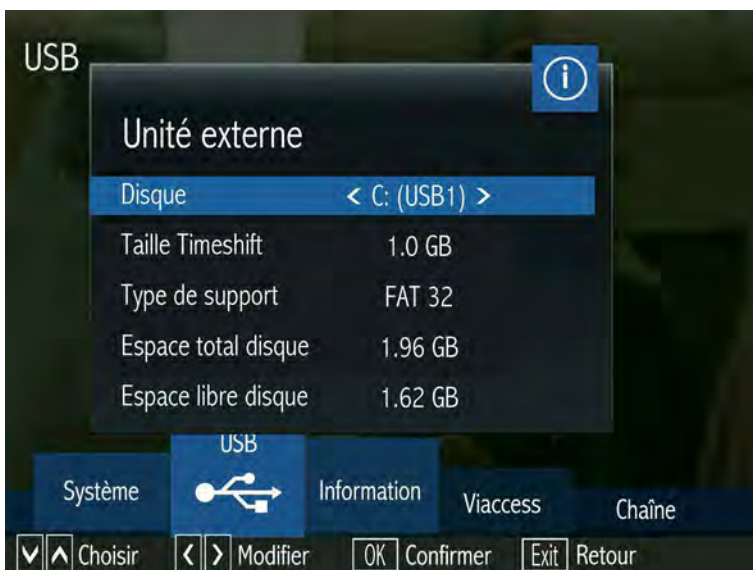 USB
i
Unité externe
Disque < C: (USB1) >
Taille Timeshift 1.0 GB
Type de support FAT 32
Espace total disque 1.96 GB
Espace libre disque 1.62 GB
USB
Système Information Viaccess Chaîne
Choisir < > Modifier OK Confirmer Exit Retour